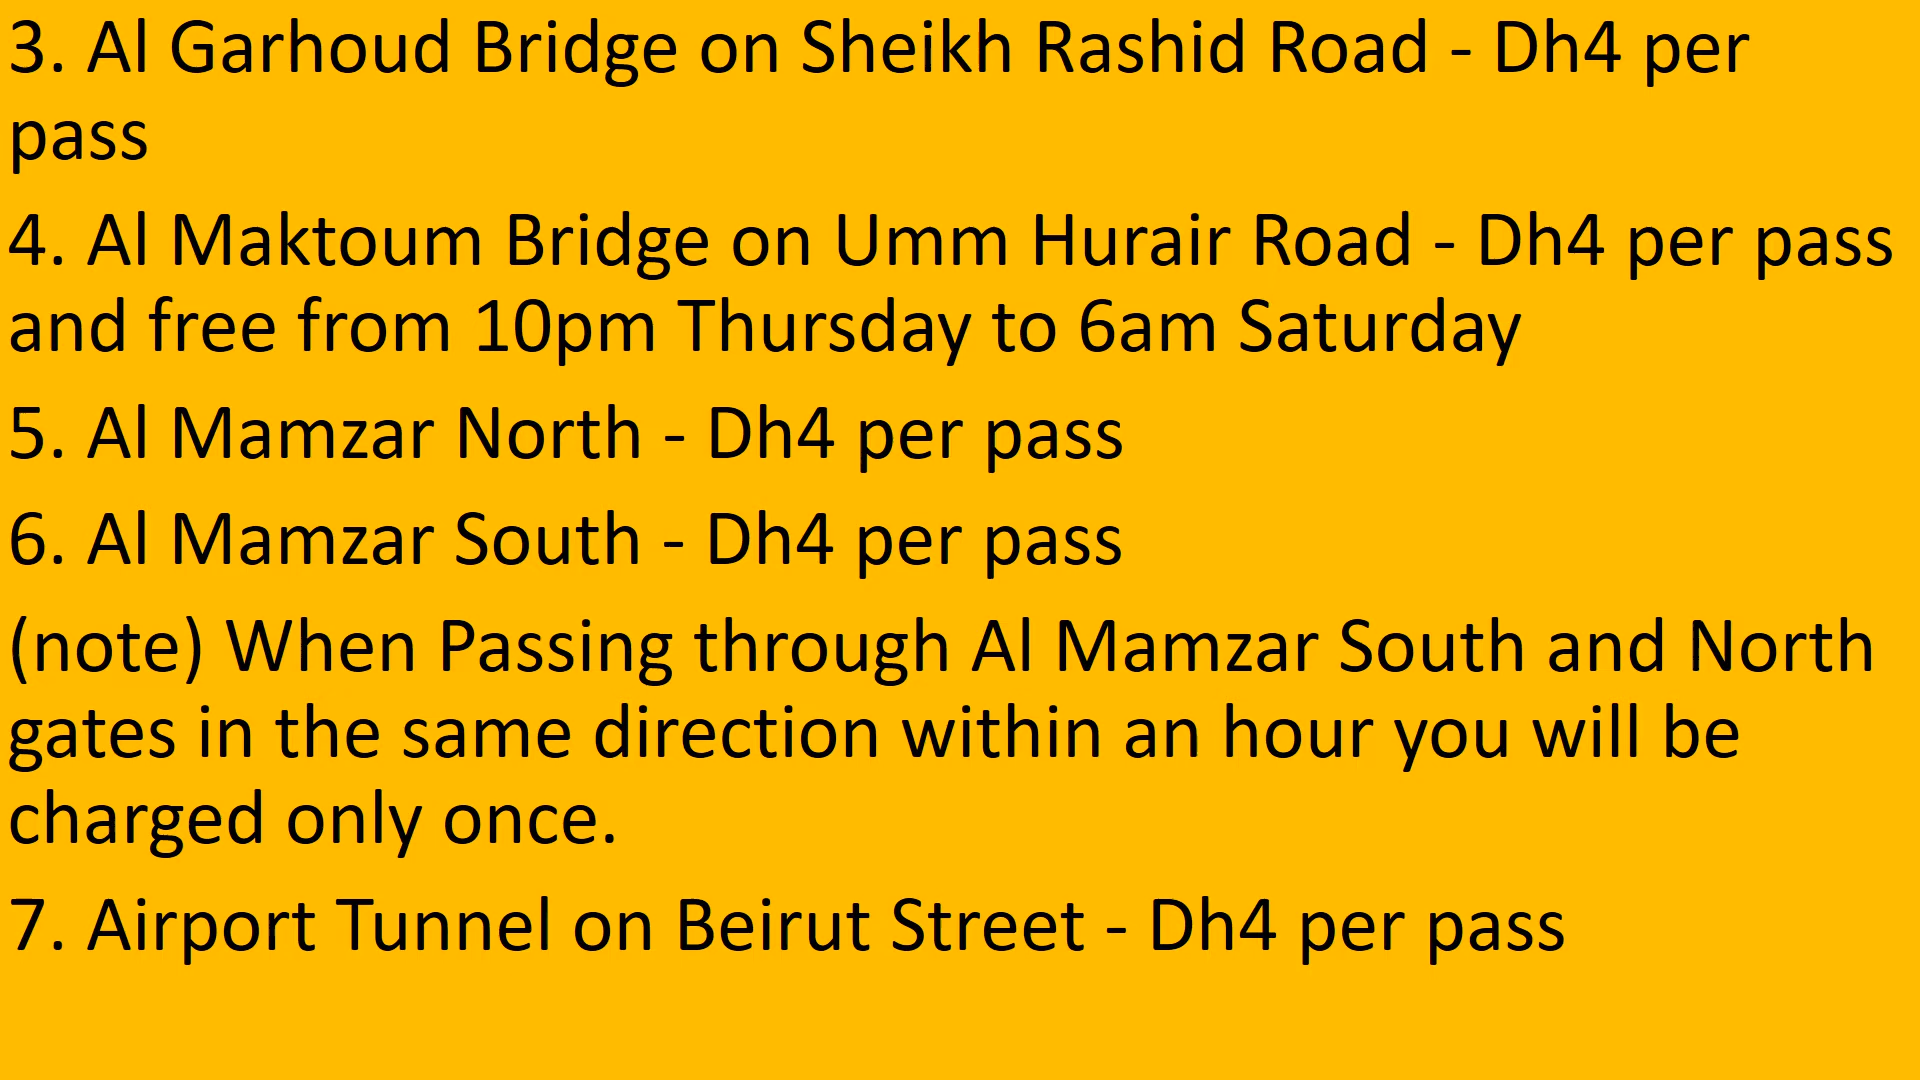 3. Al Garhoud Bridge on Sheikh Rashid Road - Dh4 per
pass
4. Al Maktoum Bridge on Umm Hurair Road - Dh4 per pass
and free from 10pm Thursday to 6am Saturday
5. Al Mamzar North - Dh4 per pass
6. Al Mamzar South - Dh4 per pass
(note) When Passing through Al Mamzar South and North
gates in the same direction within an hour you will be
charged only once.
7. Airport Tunnel on Beirut Street - Dh4 per pass